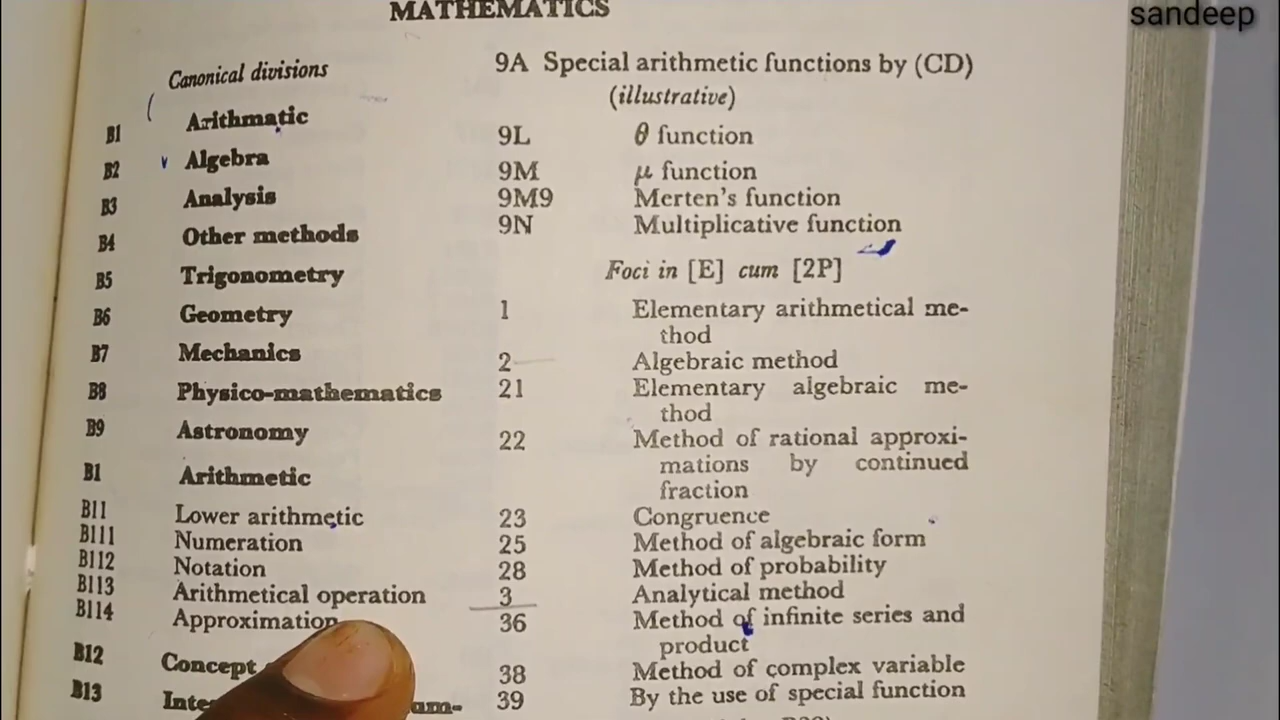 sandeep
MATHEMATICS
Canonical divisions
B1 Arithmatic
B2 Algebra
B3 Analysis
B4 Other methods
B5 Trigonometry
B6 Geometry
B7 Mechanics
B8 Physico-mathematics
B9 Astronomy
B1 Arithmetic
B11 Lower arithmetic
B111 Numeration
B112 Notation
B113 Arithmetical operation
B114 Approximation
B12 Concept
B13
9A Special arithmetic functions by (CD)
(illustrative)
9L θ function
9M μ function
9M9 Merten's function
9N Multiplicative function
Foci in [E] cum [2P]
1 Elementary arithmetical me-
thod
2 Algebraic method
21 Elementary algebraic me-
thod
22 Method of rational approxi-
mations by continued
fraction
23 Congruence
25 Method of algebraic form
28 Method of probability
3 Analytical method
36 Method of infinite series and
product
38 Method of complex variable
39 By the use of special function